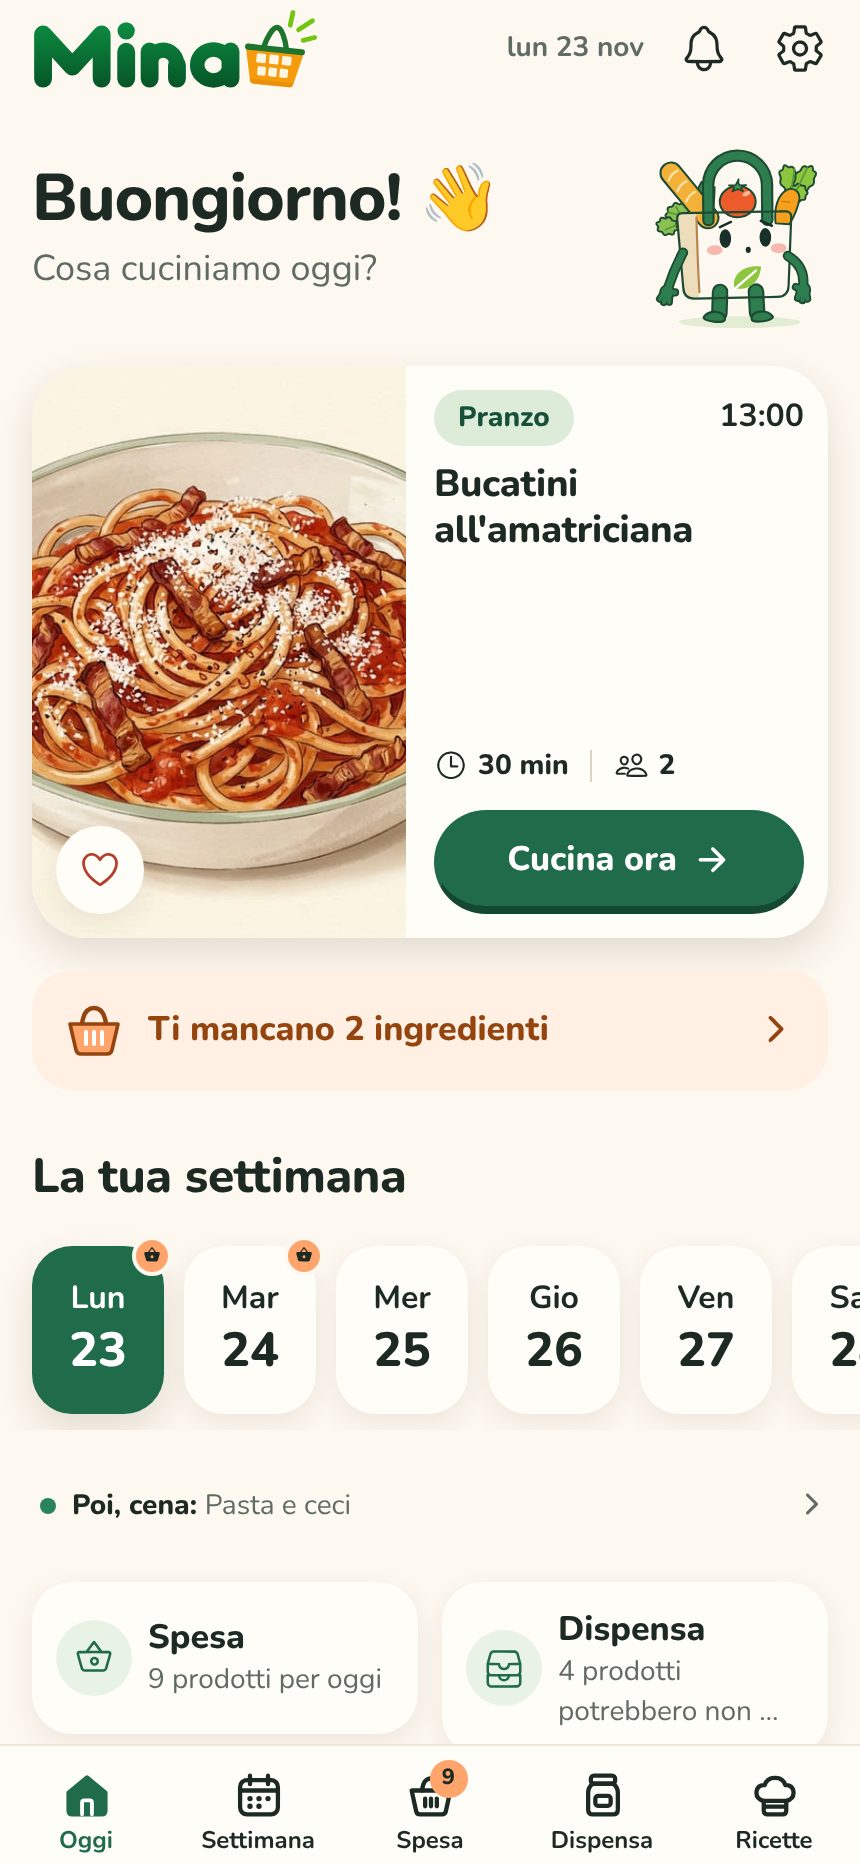 Mina
lun 23 nov
Buongiorno! 👋
Cosa cuciniamo oggi?
Pranzo
13:00
Bucatini
all'amatriciana
30 min
2
Cucina ora →
Ti mancano 2 ingredienti
La tua settimana
Lun
23
Mar
24
Mer
25
Gio
26
Ven
27
Poi, cena: Pasta e ceci
Spesa
9 prodotti per oggi
Dispensa
4 prodotti
potrebbero non ...
9
Oggi
Settimana
Spesa
Dispensa
Ricette